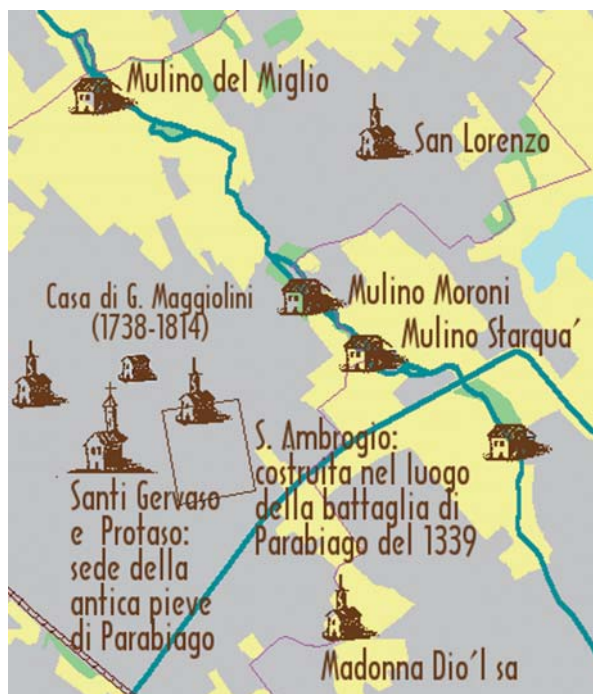 Mulino del Miglio
San Lorenzo
Casa di G. Maggiolini
(1738-1814)
Mulino Moroni
Mulino Starqua´
S. Ambrogio:
costruita nel luogo
della battaglia di
Parabiago del 1339
Santi Gervaso
e Protaso:
sede della
antica pieve
di Parabiago
Madonna Dio´l sa